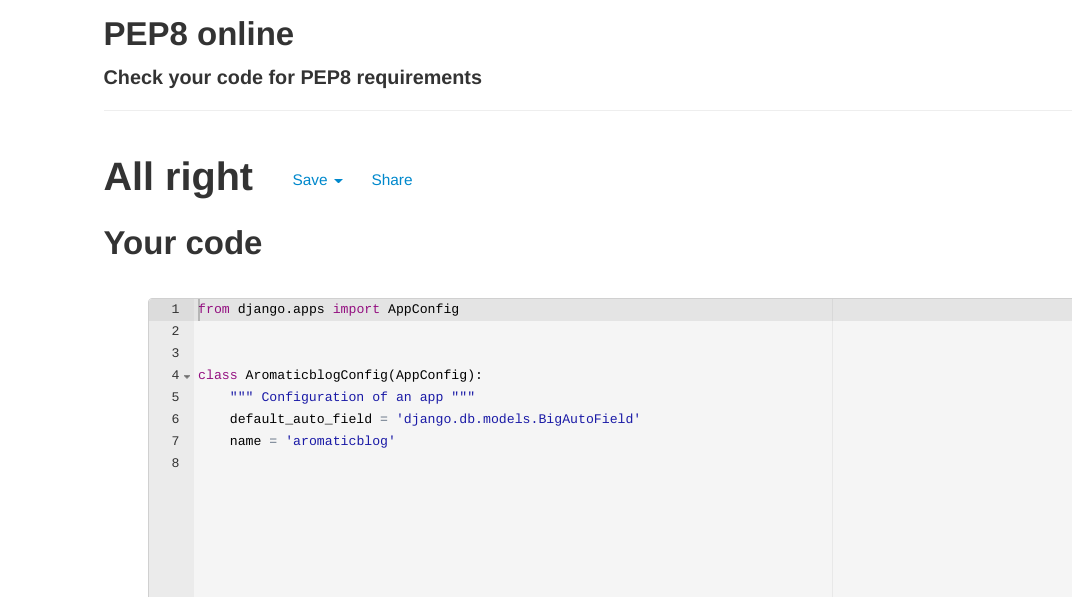 PEP8 online
Check your code for PEP8 requirements
All right Save Share
Your code
1 from django.apps import AppConfig
2
3
4 class AromaticblogConfig(AppConfig):
5     """ Configuration of an app """
6     default_auto_field = 'django.db.models.BigAutoField'
7     name = 'aromaticblog'
8